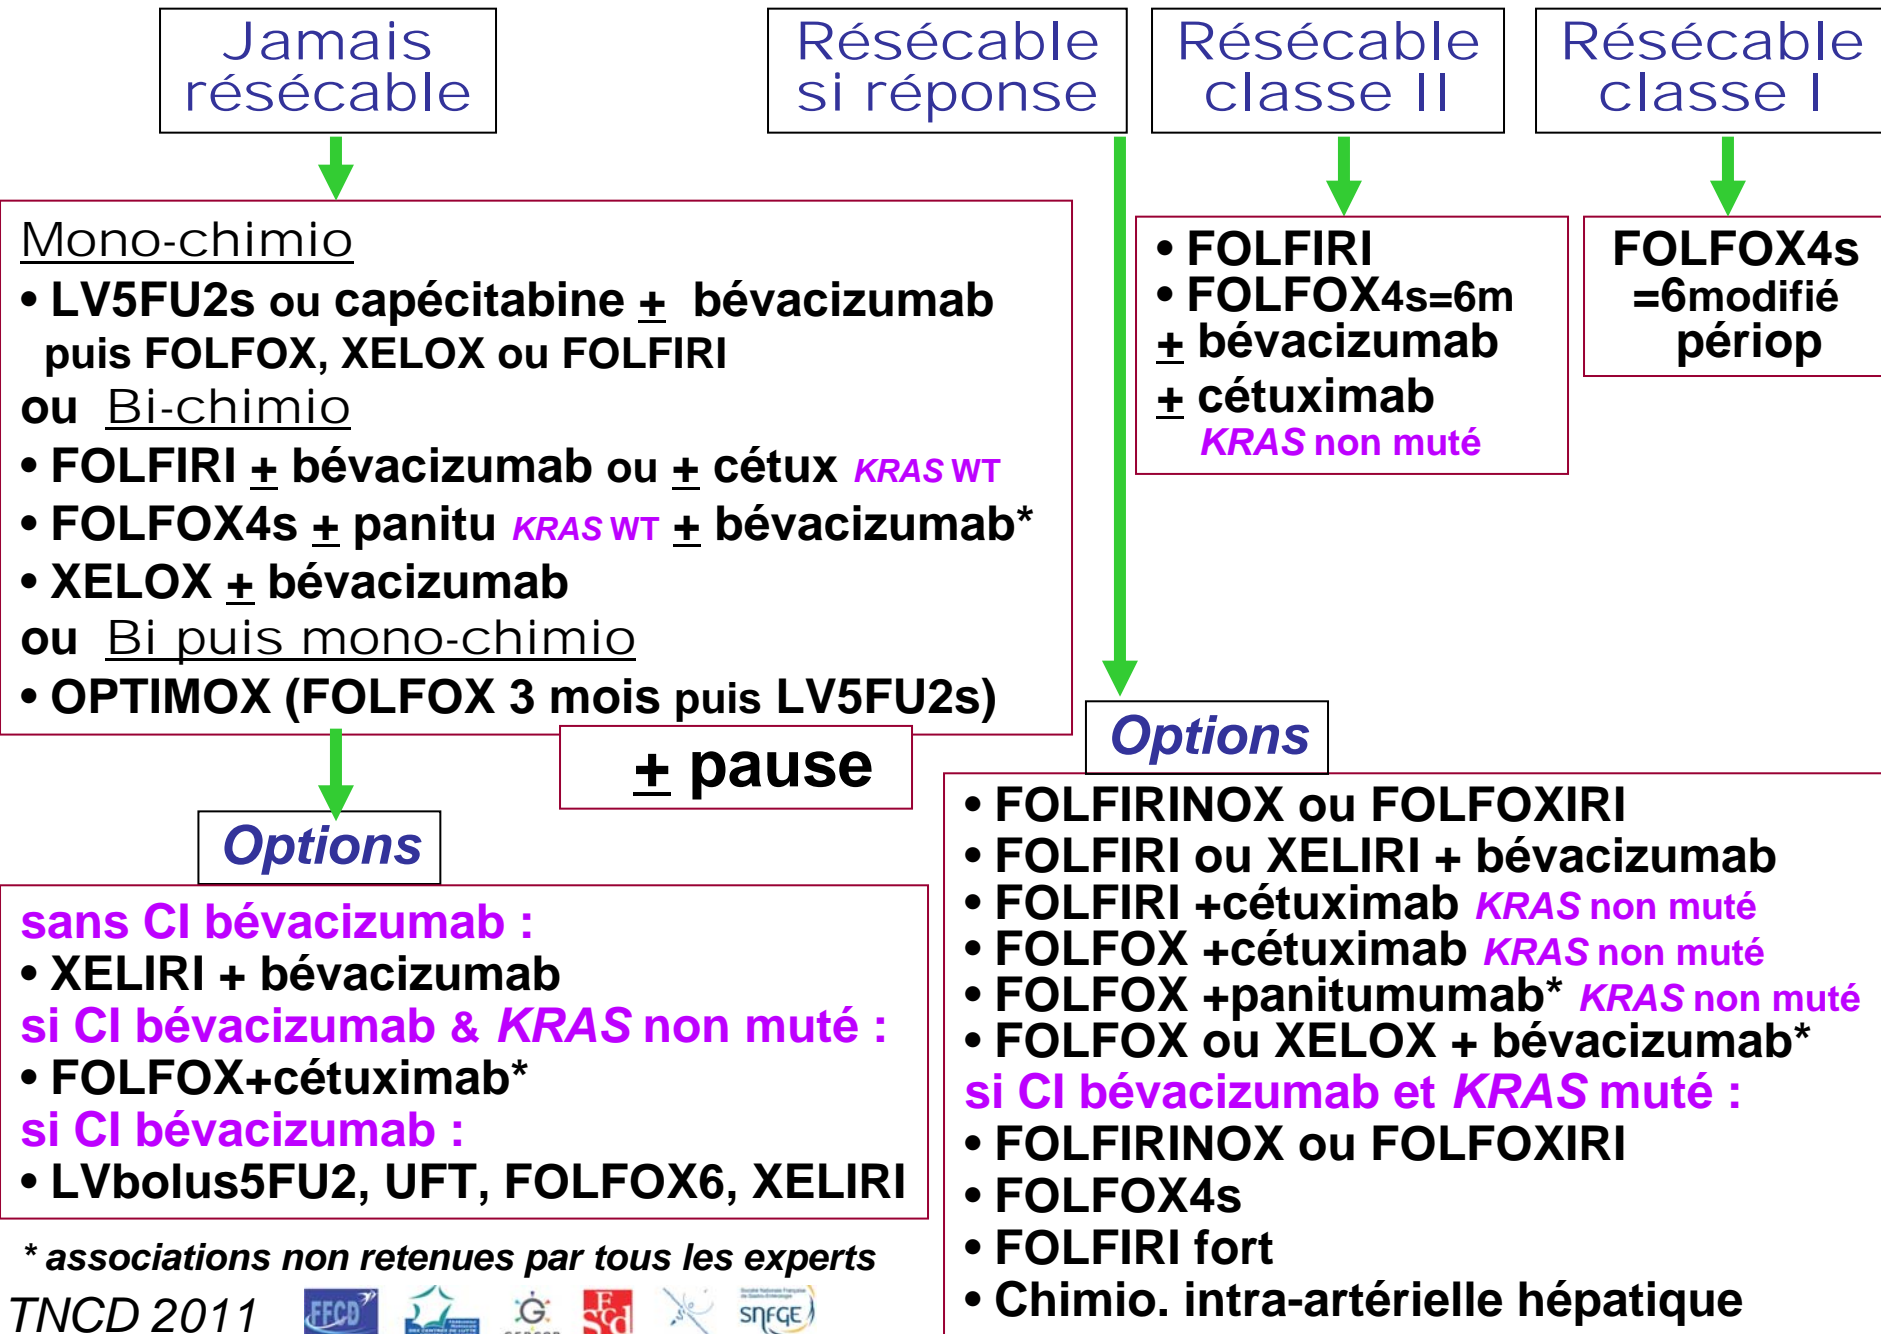 Jamais
résécable
Résécable
si réponse
Résécable
classe II
Résécable
classe I
Mono-chimio
• LV5FU2s ou capécitabine + bévacizumab
puis FOLFOX, XELOX ou FOLFIRI
ou Bi-chimio
• FOLFIRI + bévacizumab ou + cétux KRAS WT
• FOLFOX4s + panitu KRAS WT + bévacizumab*
• XELOX + bévacizumab
ou Bi puis mono-chimio
• OPTIMOX (FOLFOX 3 mois puis LV5FU2s)
+ pause
• FOLFIRI
• FOLFOX4s=6m
+ bévacizumab
+ cétuximab
KRAS non muté
FOLFOX4s
=6modifié
périop
Options
sans CI bévacizumab :
• XELIRI + bévacizumab
si CI bévacizumab & KRAS non muté :
• FOLFOX+cétuximab*
si CI bévacizumab :
• LVbolus5FU2, UFT, FOLFOX6, XELIRI
Options
• FOLFIRINOX ou FOLFOXIRI
• FOLFIRI ou XELIRI + bévacizumab
• FOLFIRI +cétuximab KRAS non muté
• FOLFOX +cétuximab KRAS non muté
• FOLFOX +panitumumab* KRAS non muté
• FOLFOX ou XELOX + bévacizumab*
si CI bévacizumab et KRAS muté :
• FOLFIRINOX ou FOLFOXIRI
• FOLFOX4s
• FOLFIRI fort
• Chimio. intra-artérielle hépatique
* associations non retenues par tous les experts
TNCD 2011
FFCD
SNFGE